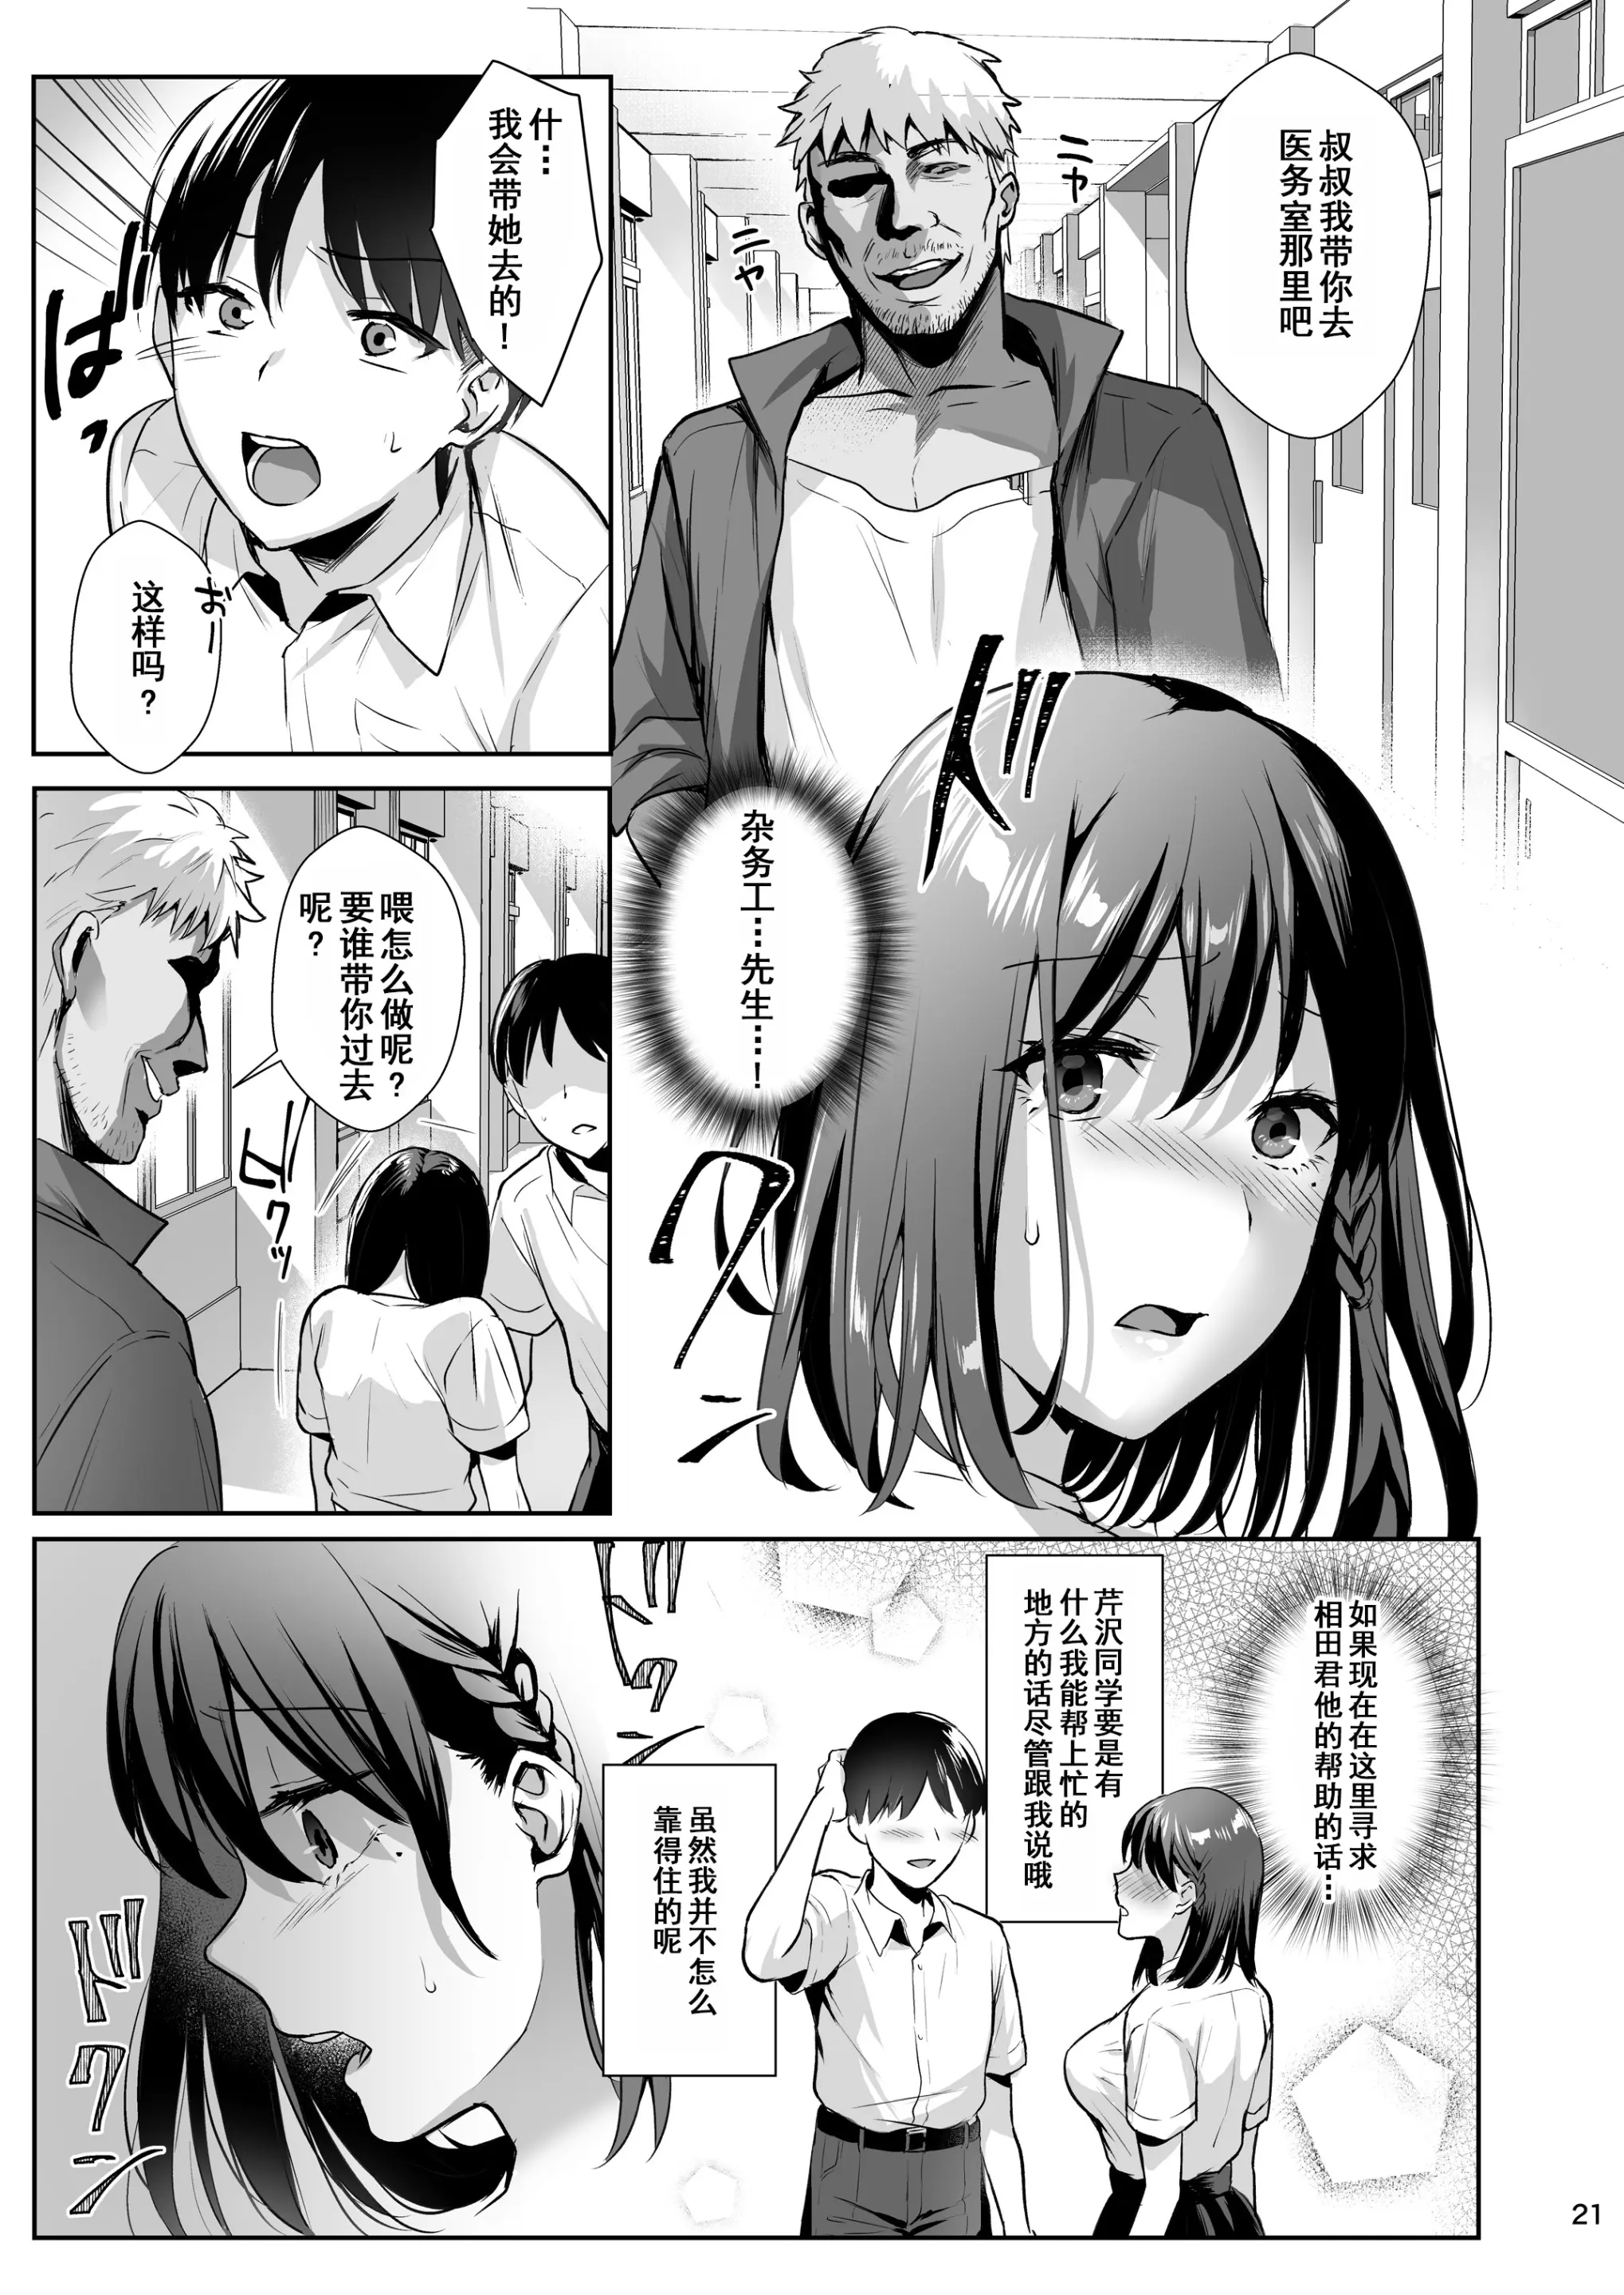 叔叔我带你去
医务室那里吧
ニヤ
ニヤ
ドクン
杂务工……先生……!
什……
我会带她去的!
ばっ
お゛ー
这样吗?
喂怎么做呢?
要谁带你过去
呢?
ビクッ
如果现在在这里寻求
相田君他的帮助的话……
芹沢同学要是有
什么我能帮上忙的
地方的话尽管跟我说哦
虽然我并不怎么
靠得住的呢
ドクン
ドクン
21